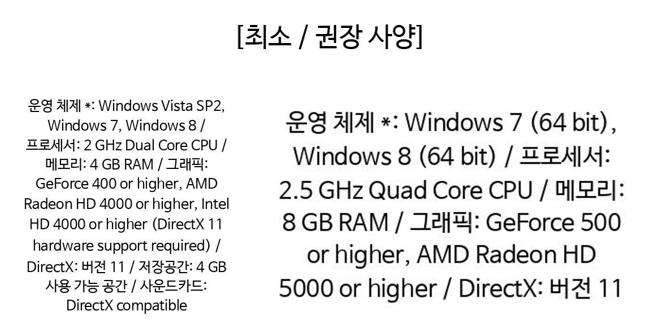 [최소 / 권장 사양]
운영 체제 *: Windows Vista SP2,
Windows 7, Windows 8 /
프로세서: 2 GHz Dual Core CPU /
메모리: 4 GB RAM / 그래픽:
GeForce 400 or higher, AMD
Radeon HD 4000 or higher, Intel
HD 4000 or higher (DirectX 11
hardware support required) /
DirectX: 버전 11 / 저장공간: 4 GB
사용 가능 공간 / 사운드카드:
DirectX compatible
운영 체제 *: Windows 7 (64 bit),
Windows 8 (64 bit) / 프로세서:
2.5 GHz Quad Core CPU / 메모리:
8 GB RAM / 그래픽: GeForce 500
or higher, AMD Radeon HD
5000 or higher / DirectX: 버전 11